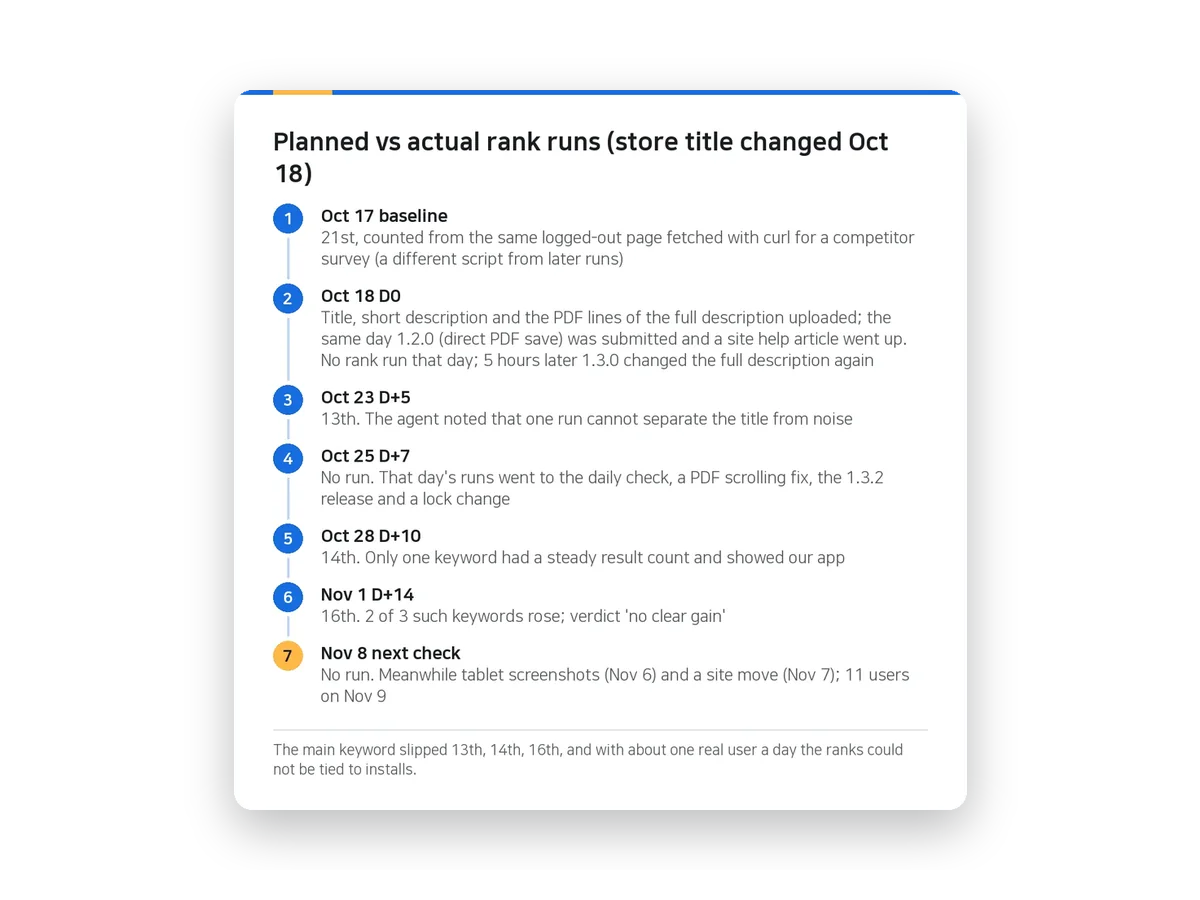 Planned vs actual rank runs (store title changed Oct
18)
1
Oct 17 baseline
21st, counted from the same logged-out page fetched with curl for a competitor
survey (a different script from later runs)
2
Oct 18 D0
Title, short description and the PDF lines of the full description uploaded; the
same day 1.2.0 (direct PDF save) was submitted and a site help article went up.
No rank run that day; 5 hours later 1.3.0 changed the full description again
3
Oct 23 D+5
13th. The agent noted that one run cannot separate the title from noise
4
Oct 25 D+7
No run. That day's runs went to the daily check, a PDF scrolling fix, the 1.3.2
release and a lock change
5
Oct 28 D+10
14th. Only one keyword had a steady result count and showed our app
6
Nov 1 D+14
16th. 2 of 3 such keywords rose; verdict 'no clear gain'
7
Nov 8 next check
No run. Meanwhile tablet screenshots (Nov 6) and a site move (Nov 7); 11 users
on Nov 9
The main keyword slipped 13th, 14th, 16th, and with about one real user a day the ranks could
not be tied to installs.